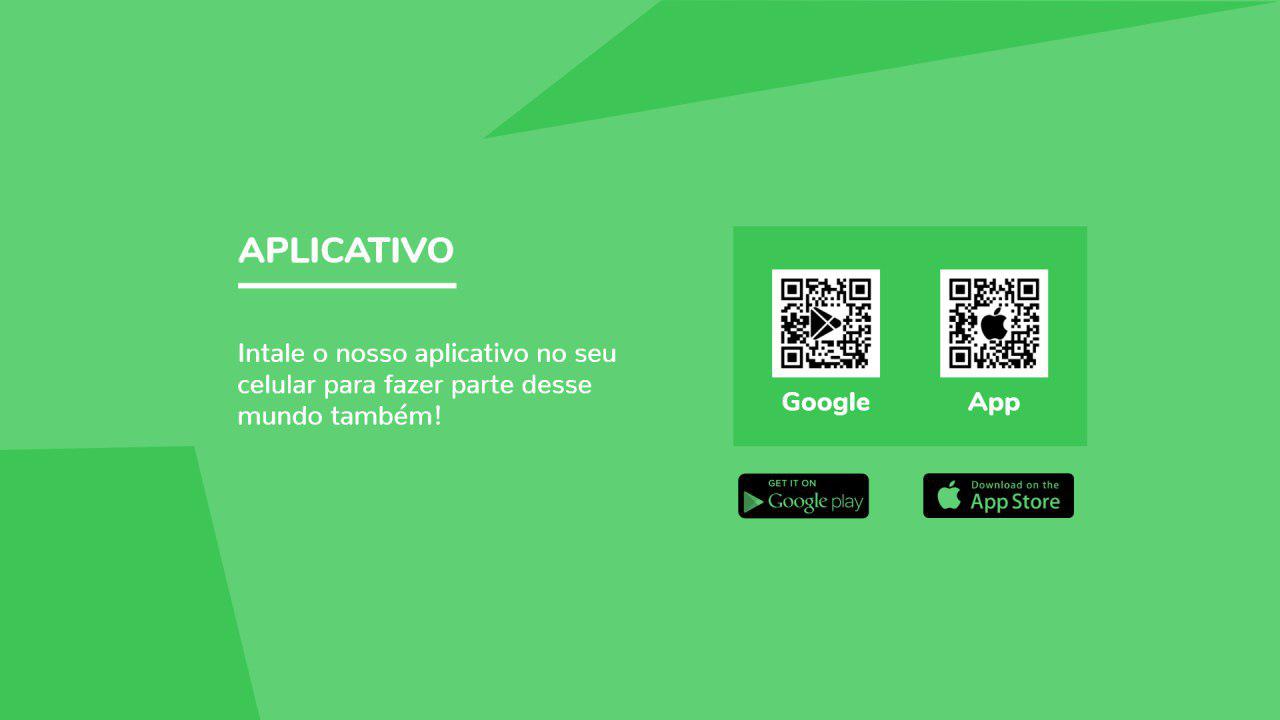 APLICATIVO
Intale o nosso aplicativo no seu
celular para fazer parte desse
mundo também!
Google
App
GET IT ON
Google play
Download on the
App Store